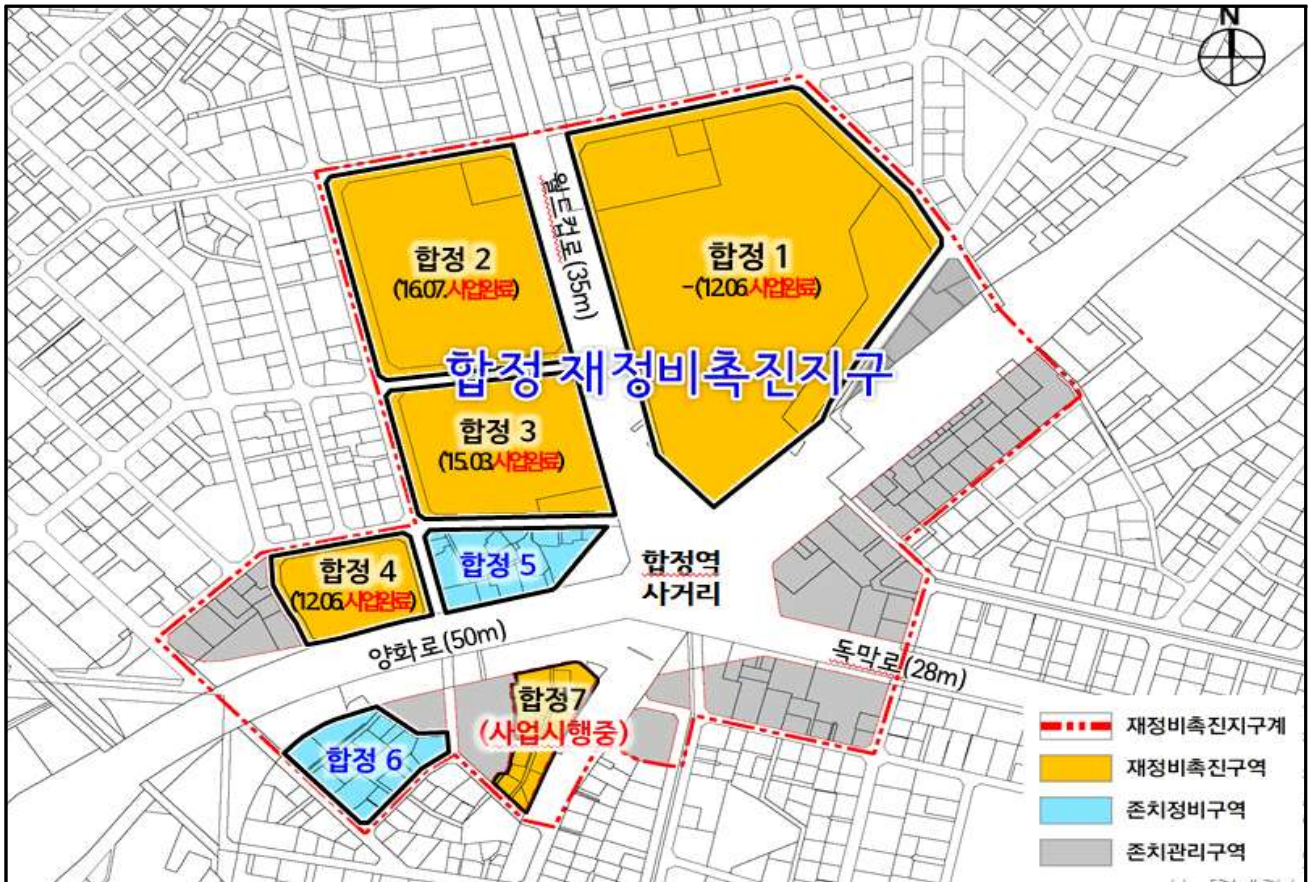 N
합정 2
('16.07.사업완료)
월드컵로 (35m)
합정 1
-('12.06.사업완료)
합정 재정비촉진지구
합정 3
('15.03.사업완료)
합정 4
('12.06.사업완료)
합정 5
합정역
사거리
양화로 (50m)
독막로 (28m)
합정7
(사업시행중)
합정 6
재정비촉진지구계
재정비촉진구역
존치정비구역
존치관리구역